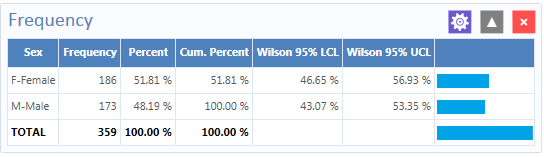 Frequency
Sex Frequency Percent Cum. Percent Wilson 95% LCL Wilson 95% UCL
F-Female 186 51.81 % 51.81 % 46.65 % 56.93 %
M-Male 173 48.19 % 100.00 % 43.07 % 53.35 %
TOTAL 359 100.00 % 100.00 %